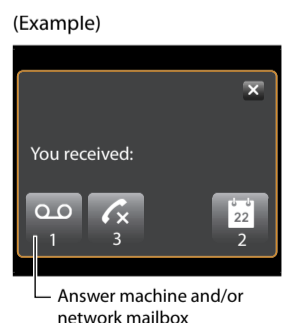 (Example)
You received:
22
1 3 2
Answer machine and/or
network mailbox